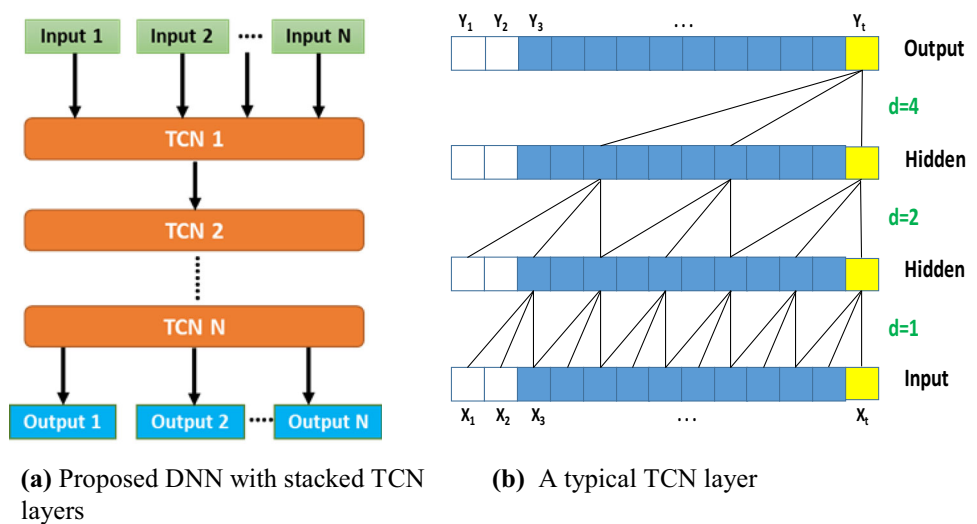 Input 1 Input 2 .... Input N
TCN 1
TCN 2
TCN N
Output 1 Output 2 .... Output N
(a) Proposed DNN with stacked TCN
layers
Y1 Y2 Y3 ... Yt
Output
d=4
Hidden
d=2
Hidden
d=1
Input
X1 X2 X3 ... Xt
(b) A typical TCN layer